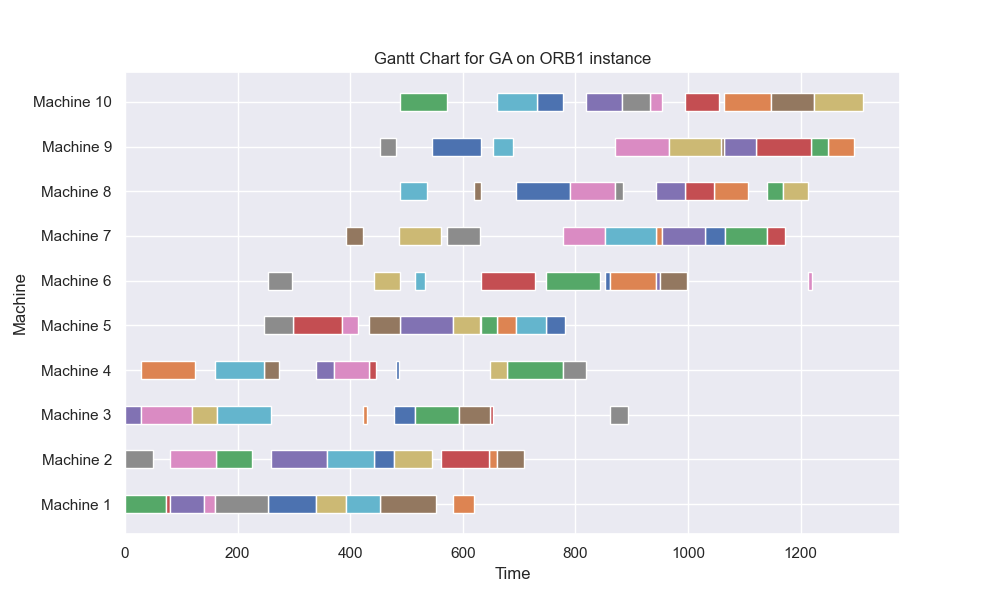 Gantt Chart for GA on ORB1 instance
Machine 10
Machine 9
Machine 8
Machine 7
Machine 6
Machine 5
Machine 4
Machine 3
Machine 2
Machine 1
Machine
0 200 400 600 800 1000 1200
Time